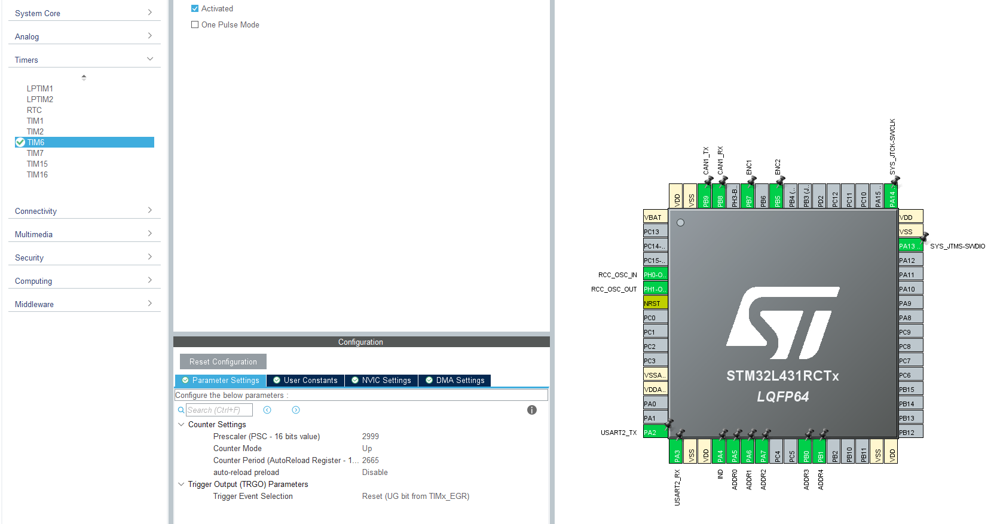 System Core
Analog
Timers
LPTIM1
LPTIM2
RTC
TIM1
TIM2
TIM6
TIM7
TIM15
TIM16
Connectivity
Multimedia
Security
Computing
Middleware
Activated
One Pulse Mode
Configuration
Reset Configuration
Parameter Settings
User Constants
NVIC Settings
DMA Settings
Configure the below parameters :
Search (Ctrl+F)
Counter Settings
Prescaler (PSC - 16 bits value) 2999
Counter Mode Up
Counter Period (AutoReload Register - 1... 2665
auto-reload preload Disable
Trigger Output (TRGO) Parameters
Trigger Event Selection Reset (UG bit from TIMx_EGR)
CAN1_TX
CAN1_RX
ENC1
ENC2
SYS_JTCK-SWCLK
VDD
VSS
PB9
PB8
PH3-B..
PB7
PB6
PB5
PB4 (..
PB3 (J..
PD2
PC12
PC11
PC10
PA15 ..
PA14 ..
VBAT
PC13
PC14-..
PC15-..
RCC_OSC_IN PH0-O..
RCC_OSC_OUT PH1-O..
NRST
PC0
PC1
PC2
PC3
VSSA..
VDDA..
PA0
PA1
USART2_TX PA2
STM32L431RCTx
LQFP64
VDD
VSS
PA13 .. SYS_JTMS-SWDIO
PA12
PA11
PA10
PA9
PA8
PC9
PC8
PC7
PC6
PB15
PB14
PB13
PB12
PA3
VSS
VDD
PA4
PA5
PA6
PA7
PC4
PC5
PB0
PB1
PB2
PB10
PB11
VSS
VDD
USART2_RX
IND
ADDR0
ADDR1
ADDR2
ADDR3
ADDR4